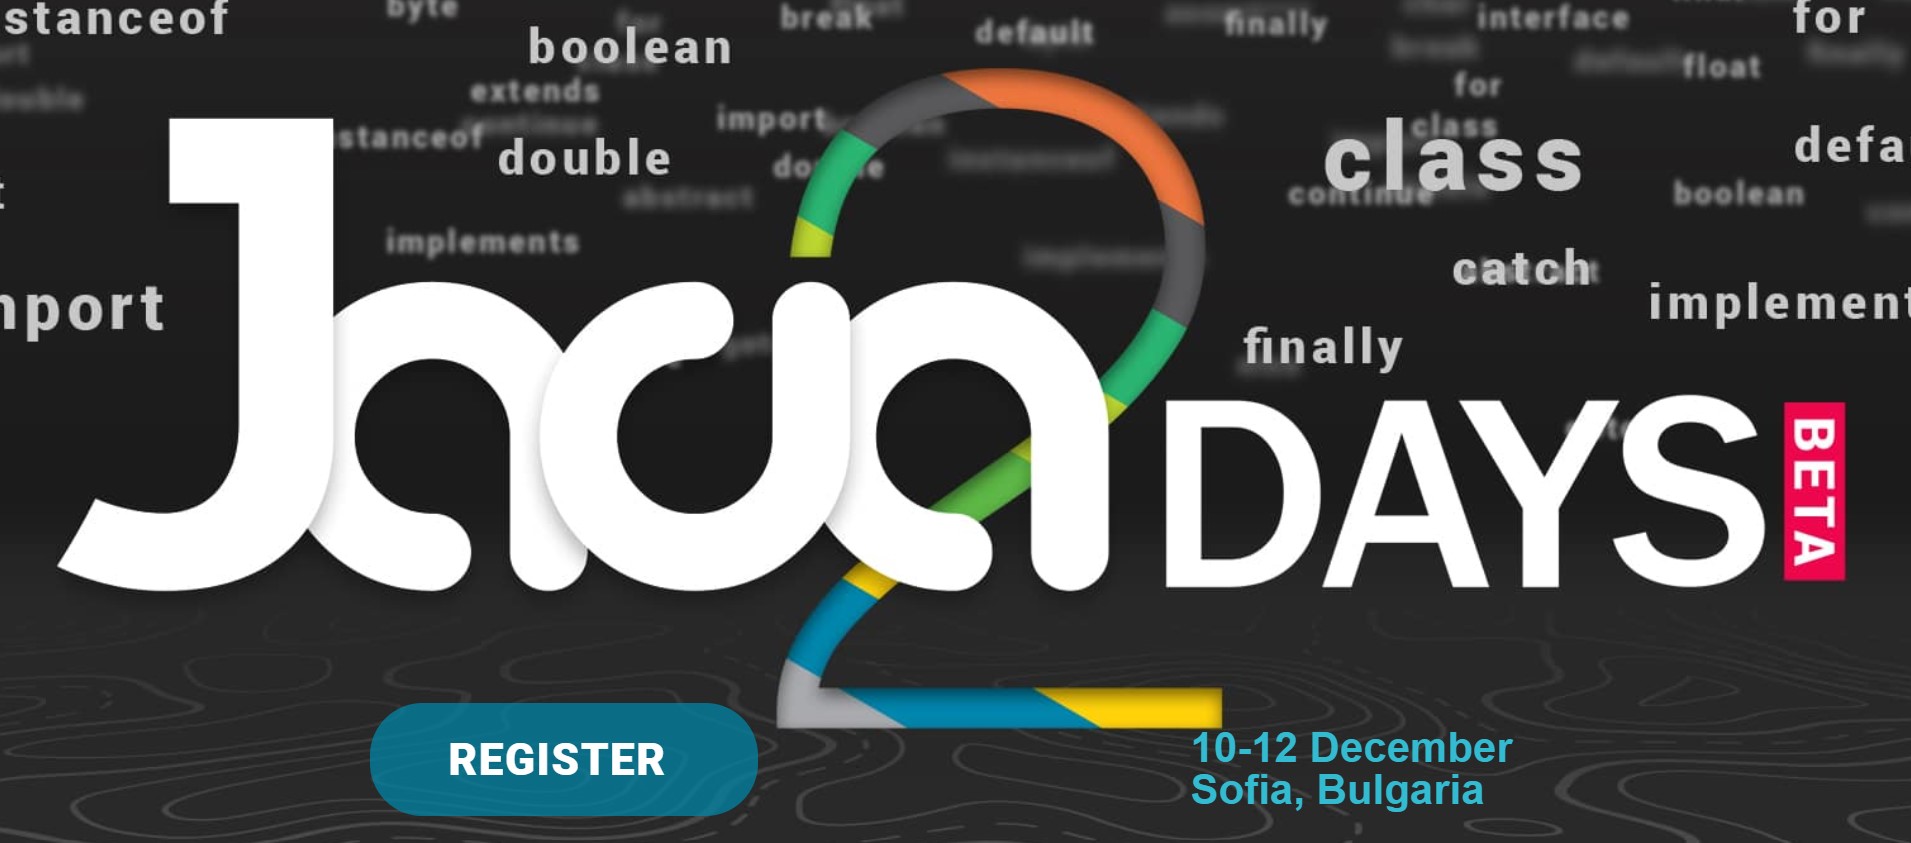 stanceof
byte
boolean
break
default
finally
interface
for
float
extends
for
import
class
stanceof
double
double
class
defa
continue
boolean
implements
catch
nport
implement
finally
Java 2 DAYS BETA
REGISTER
10-12 December
Sofia, Bulgaria